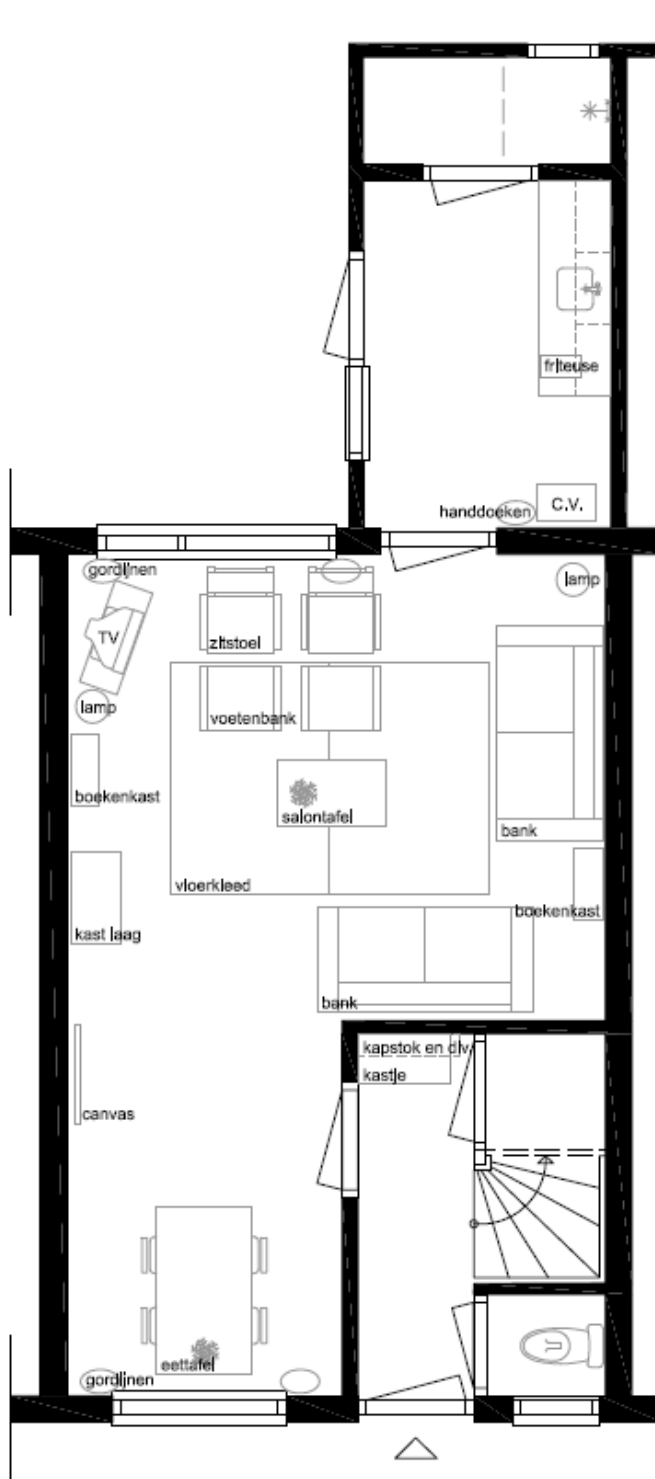 friteuse
handdoeken
C.V.
gordijnen
lamp
TV
zitstoel
lamp
voetenbank
boekenkast
salontafel
bank
vloerkleed
boekenkast
kast laag
bank
kapstok en div.
kastje
canvas
eettafel
gordijnen